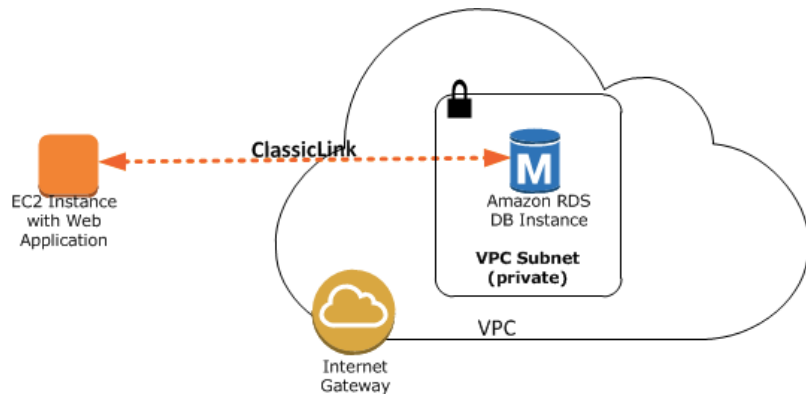 ClassicLink
EC2 Instance
with Web
Application
M
Amazon RDS
DB Instance
VPC Subnet
(private)
VPC
Internet
Gateway